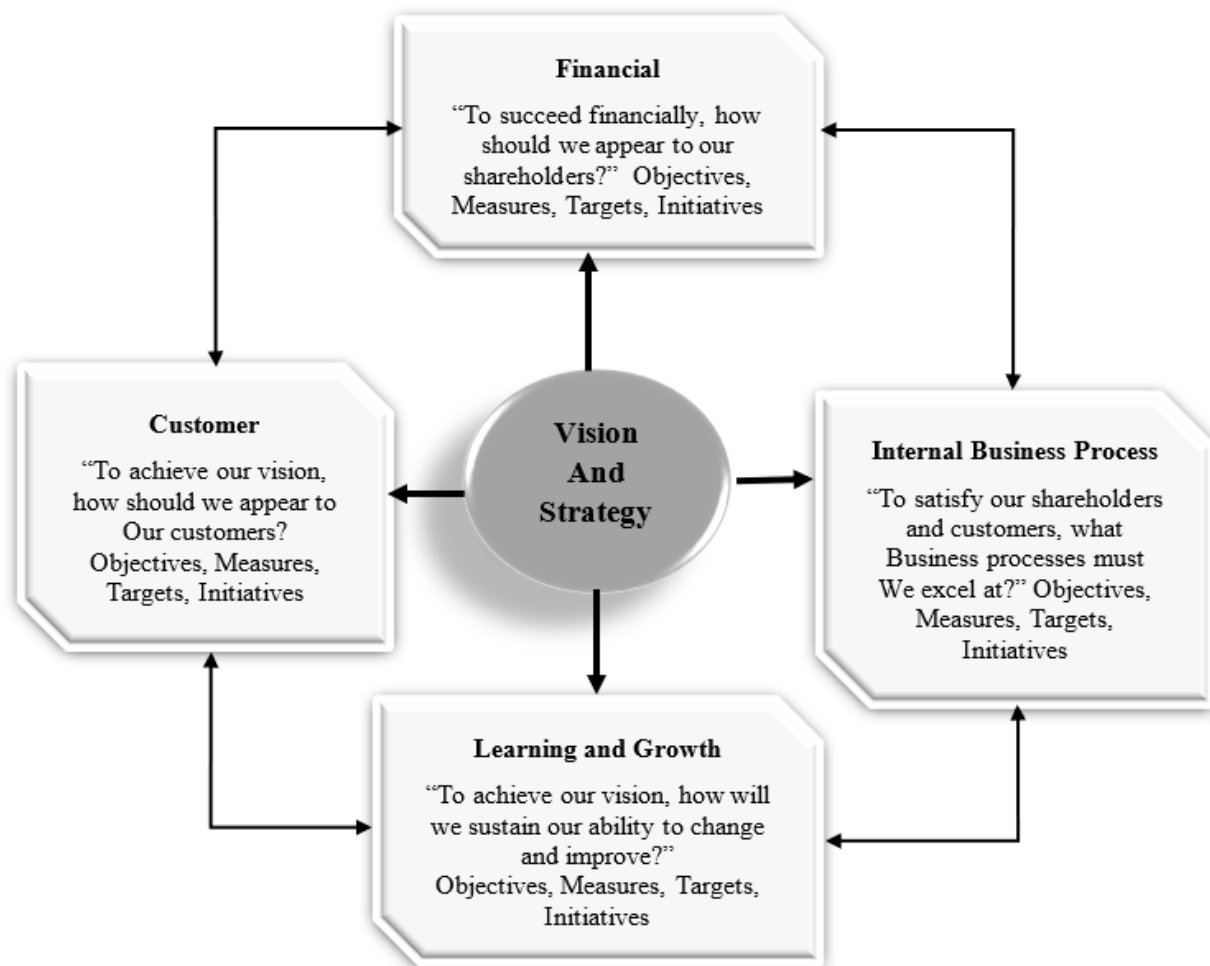 Financial
“To succeed financially, how
should we appear to our
shareholders?” Objectives,
Measures, Targets, Initiatives
Customer
“To achieve our vision,
how should we appear to
Our customers?
Objectives, Measures,
Targets, Initiatives
Vision
And
Strategy
Internal Business Process
“To satisfy our shareholders
and customers, what
Business processes must
We excel at?” Objectives,
Measures, Targets,
Initiatives
Learning and Growth
“To achieve our vision, how will
we sustain our ability to change
and improve?”
Objectives, Measures, Targets,
Initiatives